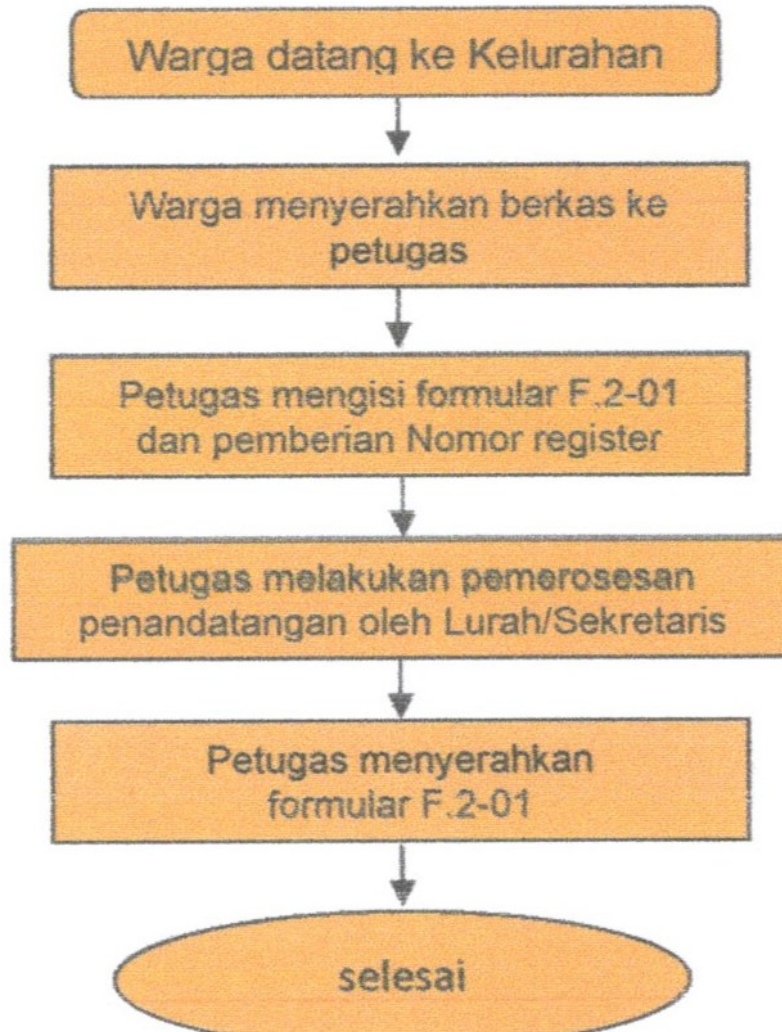 Warga datang ke Kelurahan
Warga menyerahkan berkas ke
petugas
Petugas mengisi formular F.2-01
dan pemberian Nomor register
Petugas melakukan pemerosesan
penandatangan oleh Lurah/Sekretaris
Petugas menyerahkan
formular F.2-01
selesai